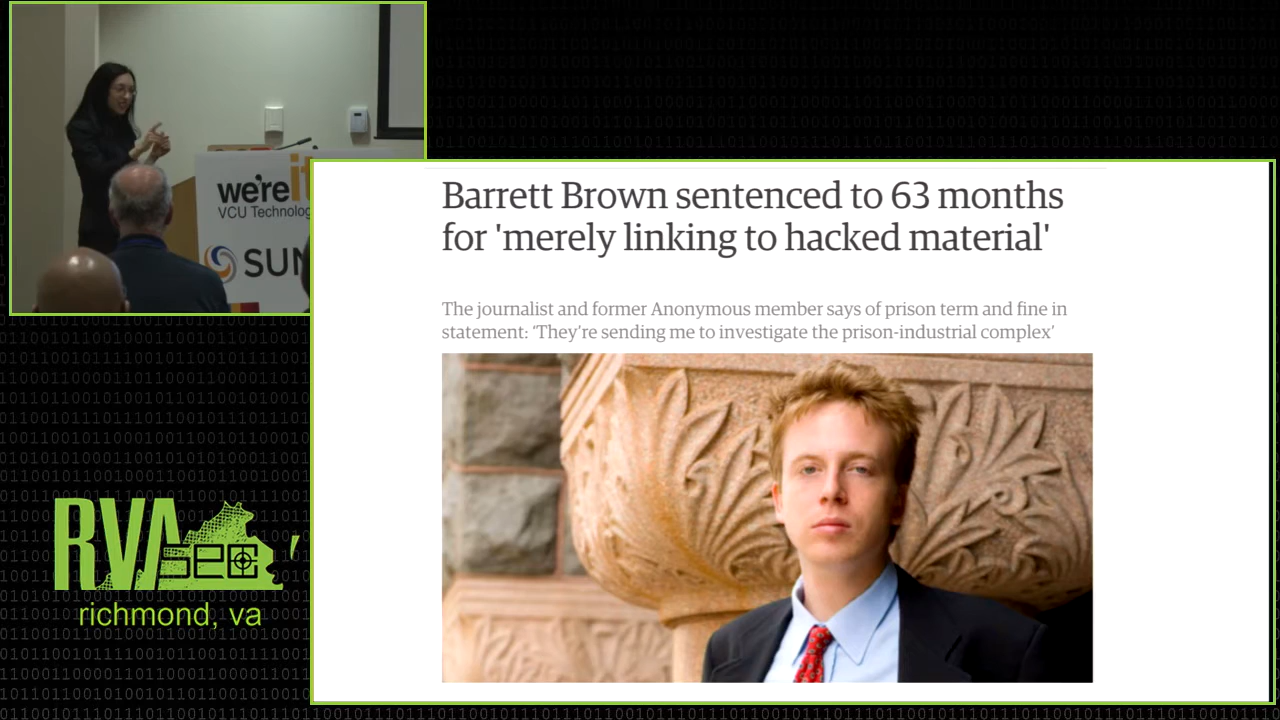 we're it
VCU Technolog
SUN
Barrett Brown sentenced to 63 months
for 'merely linking to hacked material'
The journalist and former Anonymous member says of prison term and fine in
statement: 'They're sending me to investigate the prison-industrial complex'
RVAsec
richmond, va